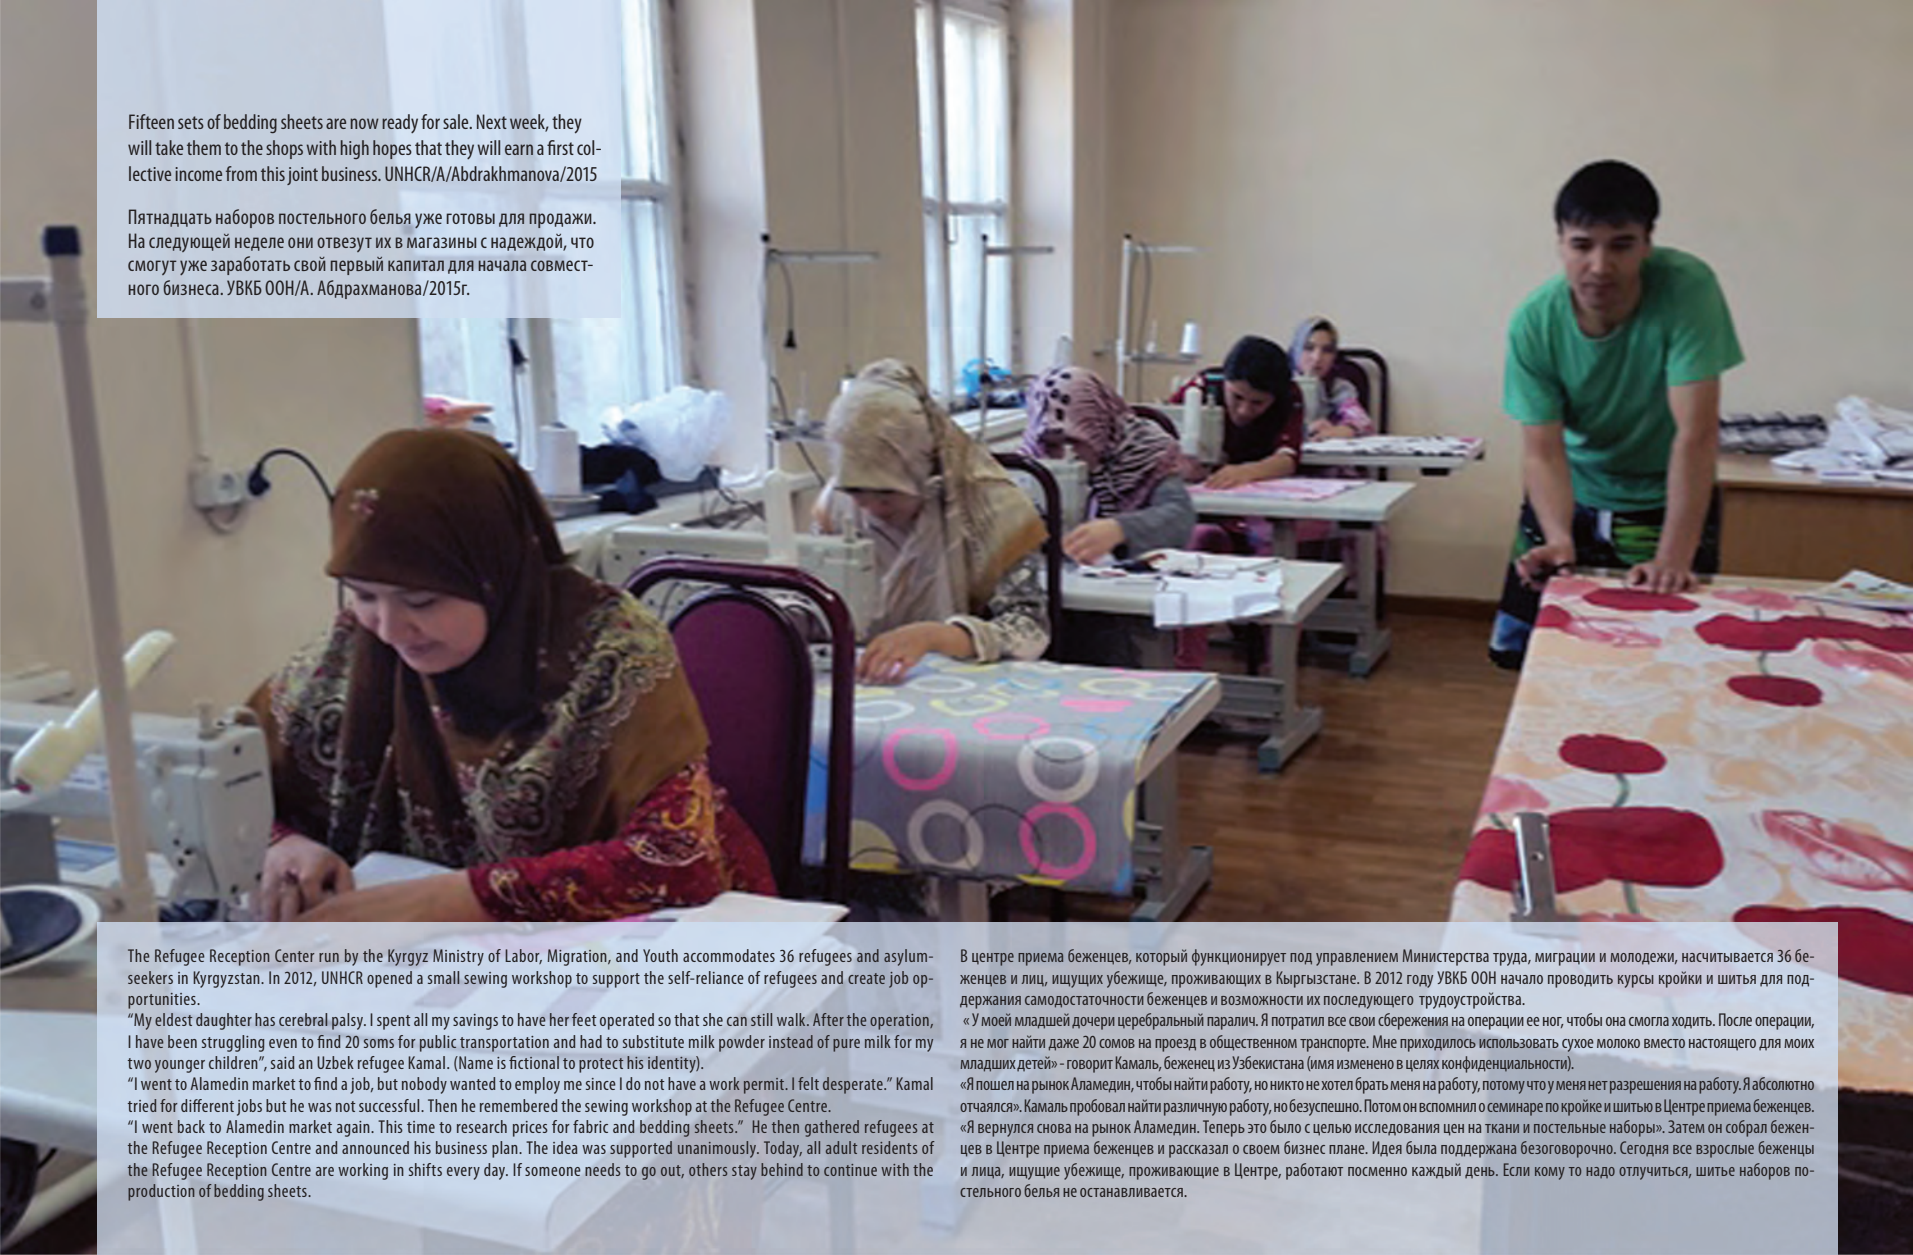 Fifteen sets of bedding sheets are now ready for sale. Next week, they
will take them to the shops with high hopes that they will earn a first col-
lective income from this joint business. UNHCR/A/Abdrakhmanova/2015
Пятнадцать наборов постельного белья уже готовы для продажи.
На следующей неделе они отвезут их в магазины с надеждой, что
смогут уже заработать свой первый капитал для начала совмест-
ного бизнеса. УВКБ ООН/А. Абдрахманова/2015г.
The Refugee Reception Center run by the Kyrgyz Ministry of Labor, Migration, and Youth accommodates 36 refugees and asylum-
seekers in Kyrgyzstan. In 2012, UNHCR opened a small sewing workshop to support the self-reliance of refugees and create job op-
portunities.
“My eldest daughter has cerebral palsy. I spent all my savings to have her feet operated so that she can still walk. After the operation,
I have been struggling even to find 20 soms for public transportation and had to substitute milk powder instead of pure milk for my
two younger children”, said an Uzbek refugee Kamal. (Name is fictional to protect his identity).
“I went to Alamedin market to find a job, but nobody wanted to employ me since I do not have a work permit. I felt desperate.” Kamal
tried for different jobs but he was not successful. Then he remembered the sewing workshop at the Refugee Centre.
“I went back to Alamedin market again. This time to research prices for fabric and bedding sheets.” He then gathered refugees at
the Refugee Reception Centre and announced his business plan. The idea was supported unanimously. Today, all adult residents of
the Refugee Reception Centre are working in shifts every day. If someone needs to go out, others stay behind to continue with the
production of bedding sheets.
В центре приема беженцев, который функционирует под управлением Министерства труда, миграции и молодежи, насчитывается 36 бе-
женцев и лиц, ищущих убежище, проживающих в Кыргызстане. В 2012 году УВКБ ООН начало проводить курсы кройки и шитья для под-
держания самодостаточности беженцев и возможности их последующего трудоустройства.
« У моей младшей дочери церебральный паралич. Я потратил все свои сбережения на операции ее ног, чтобы она смогла ходить. После операции,
я не мог найти даже 20 сомов на проезд в общественном транспорте. Мне приходилось использовать сухое молоко вместо настоящего для моих
младших детей» - говорит Камаль, беженец из Узбекистана (имя изменено в целях конфиденциальности).
«Я пошел на рынок Аламедин, чтобы найти работу, но никто не хотел брать меня на работу, потому что у меня нет разрешения на работу. Я абсолютно
отчаялся». Камаль пробовал найти различную работу, но безуспешно. Потом он вспомнил о семинаре по кройке и шитью в Центре приема беженцев.
«Я вернулся снова на рынок Аламедин. Теперь это было с целью исследования цен на ткани и постельные наборы». Затем он собрал бежен-
цев в Центре приема беженцев и рассказал о своем бизнес плане. Идея была поддержана безоговорочно. Сегодня все взрослые беженцы
и лица, ищущие убежище, проживающие в Центре, работают посменно каждый день. Если кому то надо отлучиться, шитье наборов по-
стельного белья не останавливается.